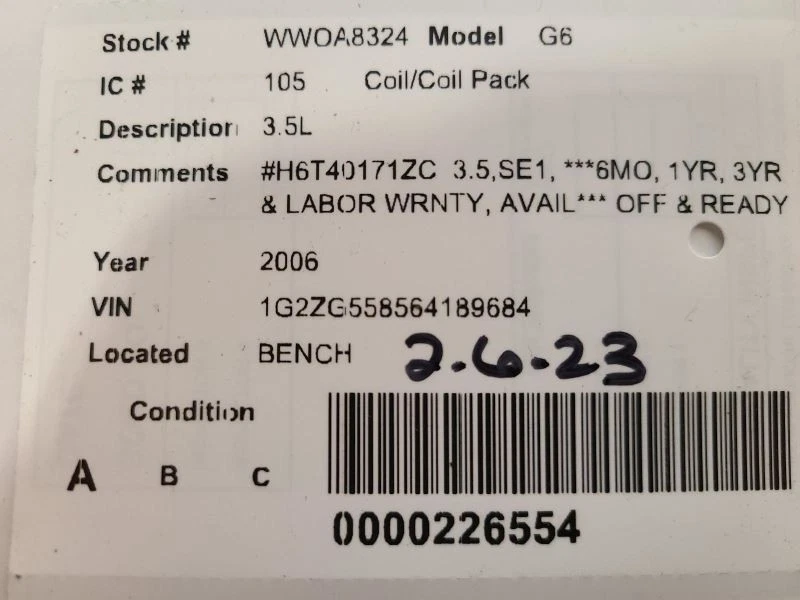 Stock # WWOA8324 Model G6
IC # 105 Coil/Coil Pack
Description 3.5L
Comments #H6T40171ZC 3.5,SE1, ***6MO, 1YR, 3YR
& LABOR WRNTY, AVAIL*** OFF & READY
Year 2006
VIN 1G2ZG558564189684
Located BENCH 2.6.23
Condition
A B C
0000226554